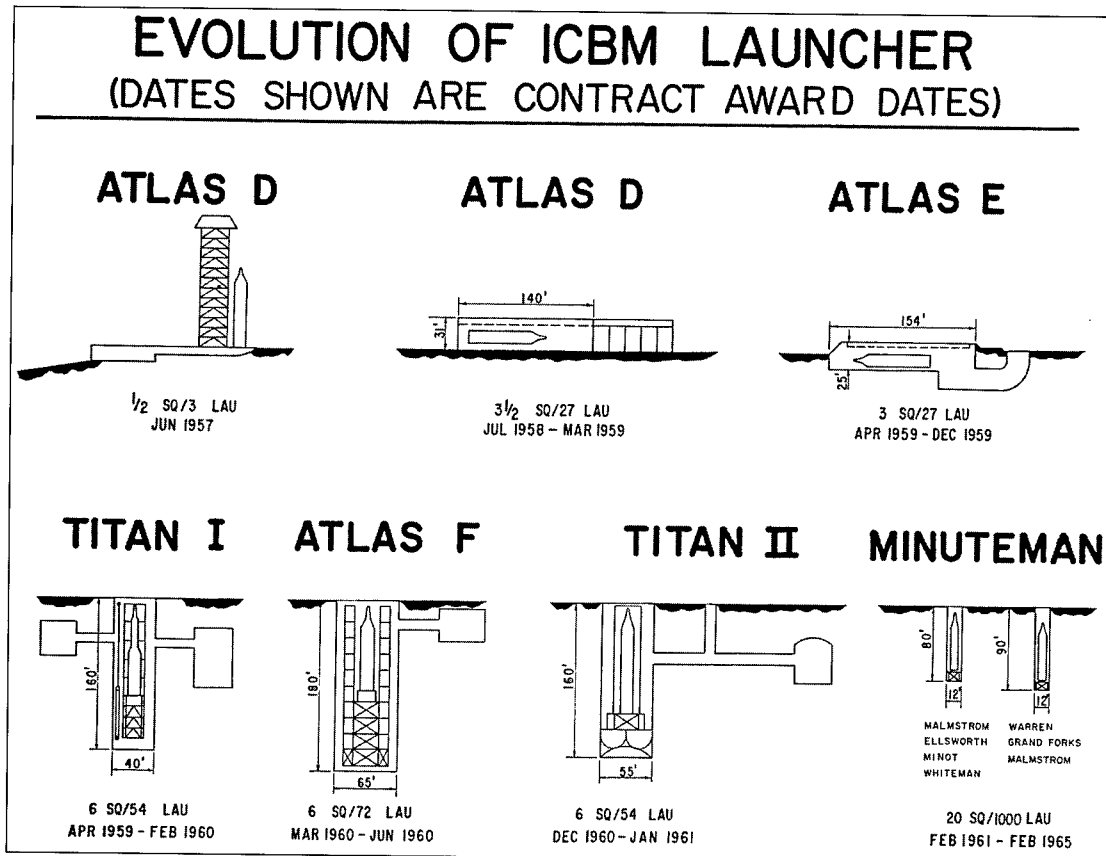 EVOLUTION OF ICBM LAUNCHER
(DATES SHOWN ARE CONTRACT AWARD DATES)
ATLAS D
1/2 SQ/3 LAU
JUN 1957
ATLAS D
140'
31'
3 1/2 SQ/27 LAU
JUL 1958 - MAR 1959
ATLAS E
154'
25'
3 SQ/27 LAU
APR 1959 - DEC 1959
TITAN I
160'
40'
6 SQ/54 LAU
APR 1959 - FEB 1960
ATLAS F
180'
65'
6 SQ/72 LAU
MAR 1960 - JUN 1960
TITAN II
160'
55'
6 SQ/54 LAU
DEC 1960 - JAN 1961
MINUTEMAN
80'
12'
MALMSTROM
ELLSWORTH
MINOT
WHITEMAN
90'
12'
WARREN
GRAND FORKS
MALMSTROM
20 SQ/1000 LAU
FEB 1961 - FEB 1965